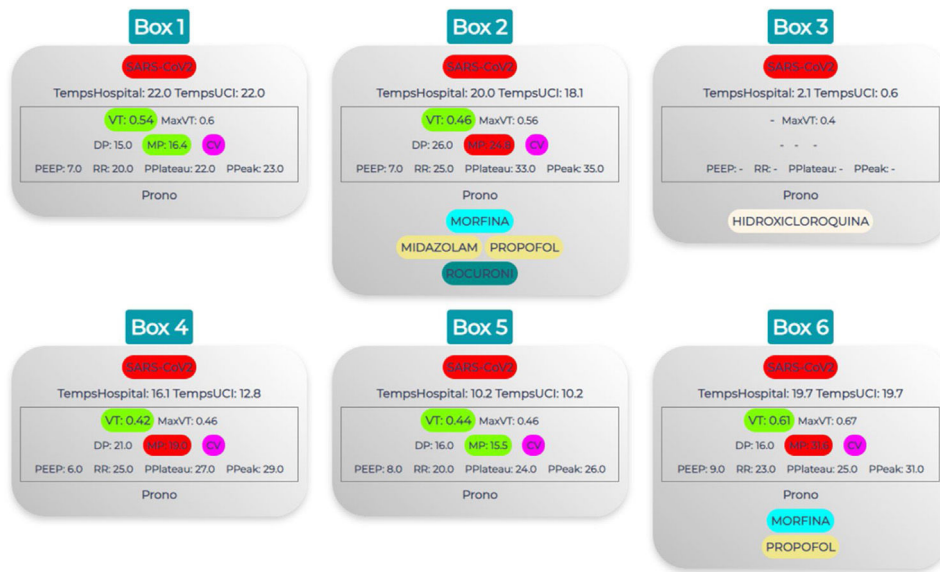 Box 1
SARS-CoV2
TempsHospital: 22.0 TempsUCI: 22.0
VT: 0.54 MaxVT: 0.6
DP: 15.0 MP: 16.4 CV
PEEP: 7.0 RR: 20.0 PPlateau: 22.0 PPeak: 23.0
Prono
Box 2
SARS-CoV2
TempsHospital: 20.0 TempsUCI: 18.1
VT: 0.46 MaxVT: 0.56
DP: 26.0 MP: 24.8 CV
PEEP: 7.0 RR: 25.0 PPlateau: 33.0 PPeak: 35.0
Prono
MORFINA
MIDAZOLAM PROPOFOL
ROCURONI
Box 3
SARS-CoV2
TempsHospital: 2.1 TempsUCI: 0.6
- MaxVT: 0.4
- - -
PEEP: - RR: - PPlateau: - PPeak: -
Prono
HIDROXICLOROQUINA
Box 4
SARS-CoV2
TempsHospital: 16.1 TempsUCI: 12.8
VT: 0.42 MaxVT: 0.46
DP: 21.0 MP: 19.0 CV
PEEP: 6.0 RR: 25.0 PPlateau: 27.0 PPeak: 29.0
Prono
Box 5
SARS-CoV2
TempsHospital: 10.2 TempsUCI: 10.2
VT: 0.44 MaxVT: 0.46
DP: 16.0 MP: 15.5 CV
PEEP: 8.0 RR: 20.0 PPlateau: 24.0 PPeak: 26.0
Prono
Box 6
SARS-CoV2
TempsHospital: 19.7 TempsUCI: 19.7
VT: 0.61 MaxVT: 0.67
DP: 16.0 MP: 31.6 CV
PEEP: 9.0 RR: 23.0 PPlateau: 25.0 PPeak: 31.0
Prono
MORFINA
PROPOFOL